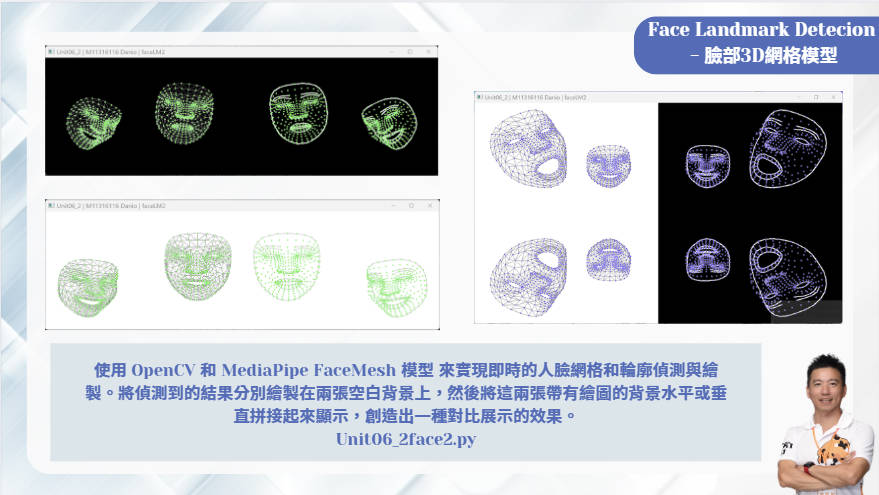 Face Landmark Detecion
- 臉部3D網格模型
Unit06_2 | M11316116 Danio | faceLM2
Unit06_2 | M11316116 Danio | faceLM2
Unit06_2 | M11316116 Danio | faceLM2
使用 OpenCV 和 MediaPipe FaceMesh 模型 來實現即時的人臉網格和輪廓偵測與繪
製。將偵測到的結果分別繪製在兩張空白背景上，然後將這兩張帶有繪圖的背景水平或垂
直拼接起來顯示，創造出一種對比展示的效果。
Unit06_2face2.py